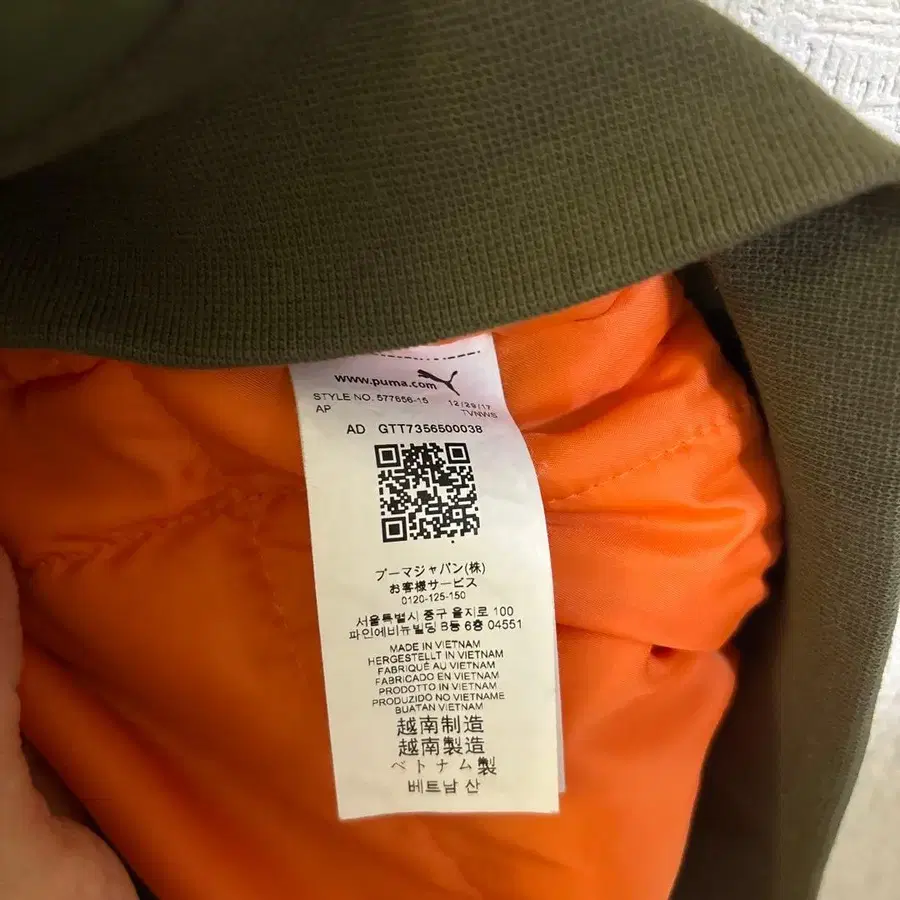 www.puma.com
STYLE NO. 577656-15 12/29/17
AP TVNWS
AD GTT7356500038
プーマジャパン(株)
お客様サービス
0120-125-150
서울특별시 중구 을지로 100
파인에비뉴빌딩 B동 6층 04551
MADE IN VIETNAM
HERGESTELLT IN VIETNAM
FABRIQUÉ AU VIETNAM
FABRICADO EN VIETNAM
PRODOTTO IN VIETNAM
PRODUZIDO NO VIETNAME
BUATAN VIETNAM
越南制造
越南製造
ベトナム製
베트남 산